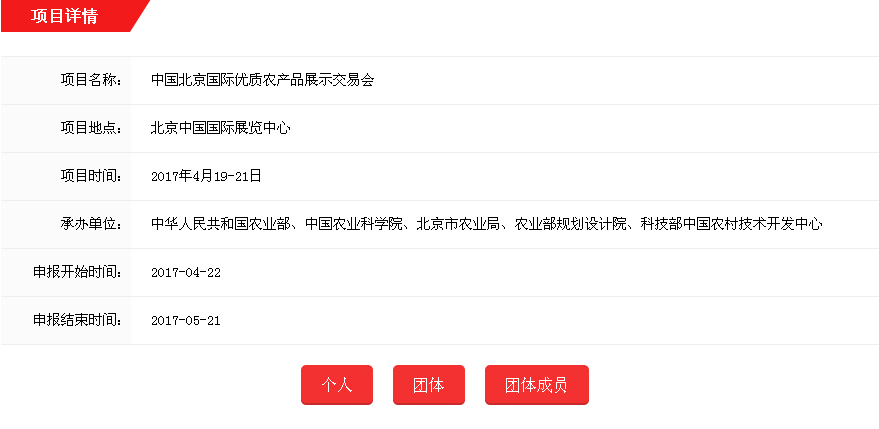 项目详情
项目名称： 中国北京国际优质农产品展示交易会
项目地点： 北京中国国际展览中心
项目时间： 2017年4月19-21日
承办单位： 中华人民共和国农业部、中国农业科学院、北京市农业局、农业部规划设计院、科技部中国农村技术开发中心
申报开始时间： 2017-04-22
申报结束时间： 2017-05-21
个人 团体 团体成员